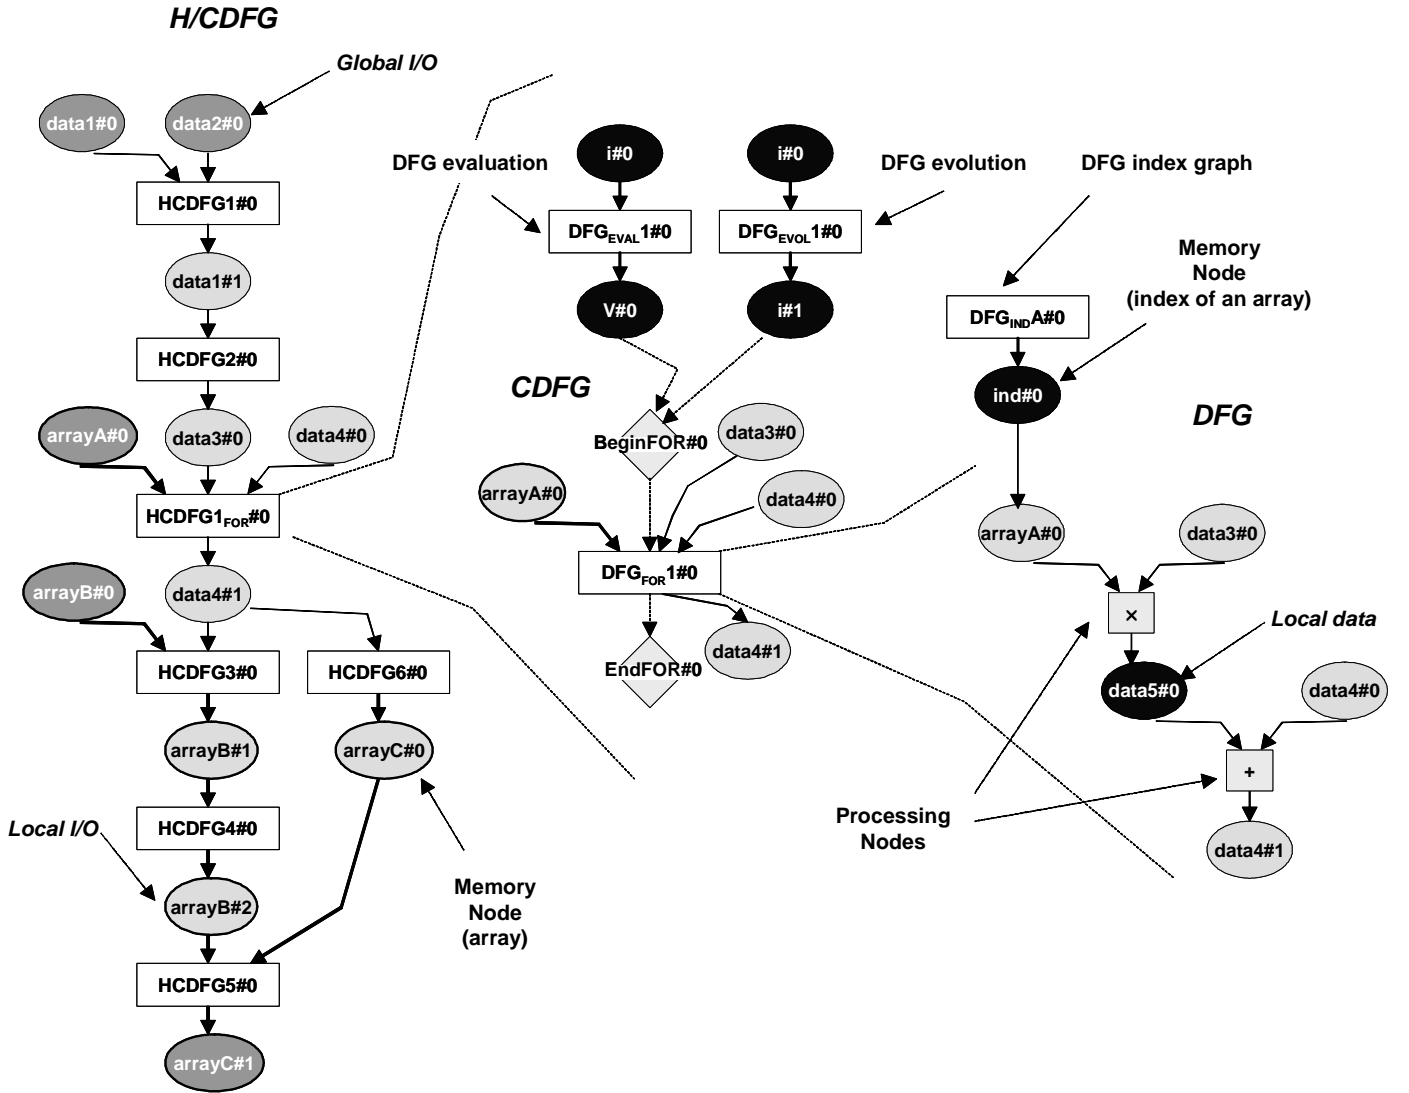 H/CDFG
Global I/O
data1#0
data2#0
HCDFG1#0
data1#1
HCDFG2#0
arrayA#0
data3#0
data4#0
HCDFG1FOR#0
arrayB#0
data4#1
HCDFG3#0
HCDFG6#0
arrayB#1
arrayC#0
HCDFG4#0
Local I/O
arrayB#2
Memory
Node
(array)
HCDFG5#0
arrayC#1
DFG evaluation
i#0
i#0
DFG evolution
DFGEVAL1#0
DFGEVOL1#0
V#0
i#1
CDFG
BeginFOR#0
data3#0
arrayA#0
data4#0
DFGFOR1#0
data4#1
EndFOR#0
DFG index graph
Memory
Node
(index of an array)
DFGINDA#0
ind#0
DFG
arrayA#0
data3#0
×
Local data
data5#0
data4#0
+
Processing
Nodes
data4#1